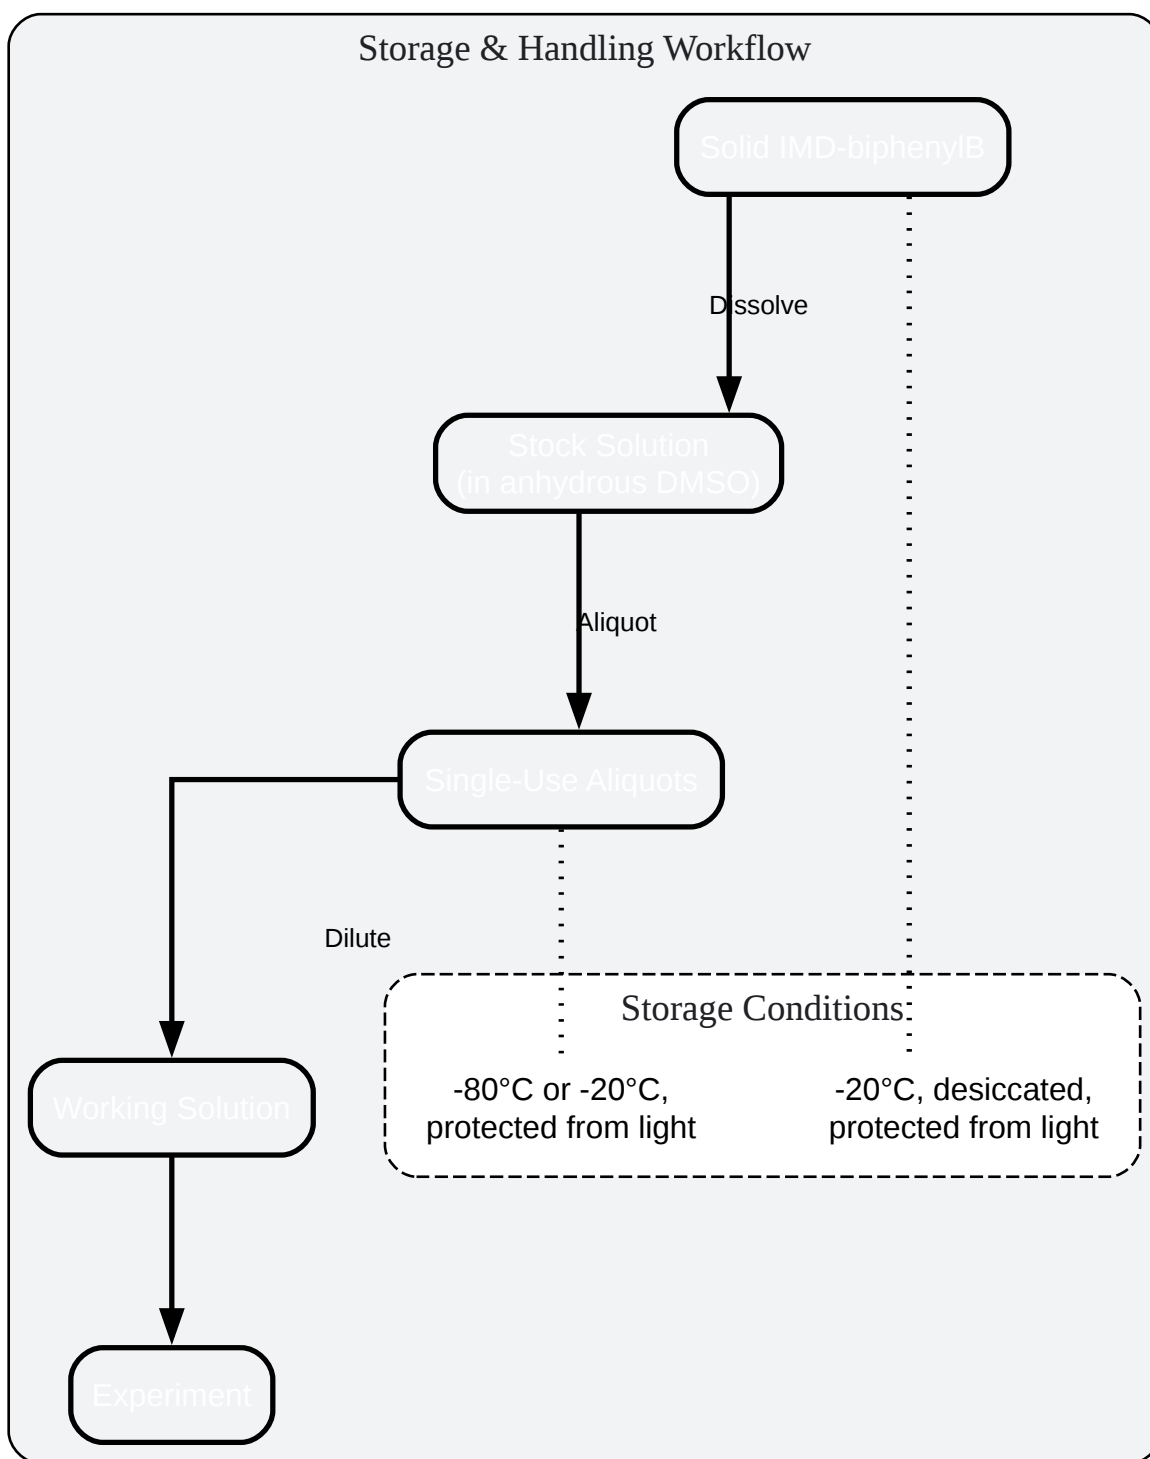 Storage & Handling Workflow
Solid IMD-biphenylB
Dissolve
Stock Solution
(in anhydrous DMSO)
Aliquot
Single-Use Aliquots
Dilute
Storage Conditions
-80°C or -20°C,
protected from light
-20°C, desiccated,
protected from light
Working Solution
Experiment